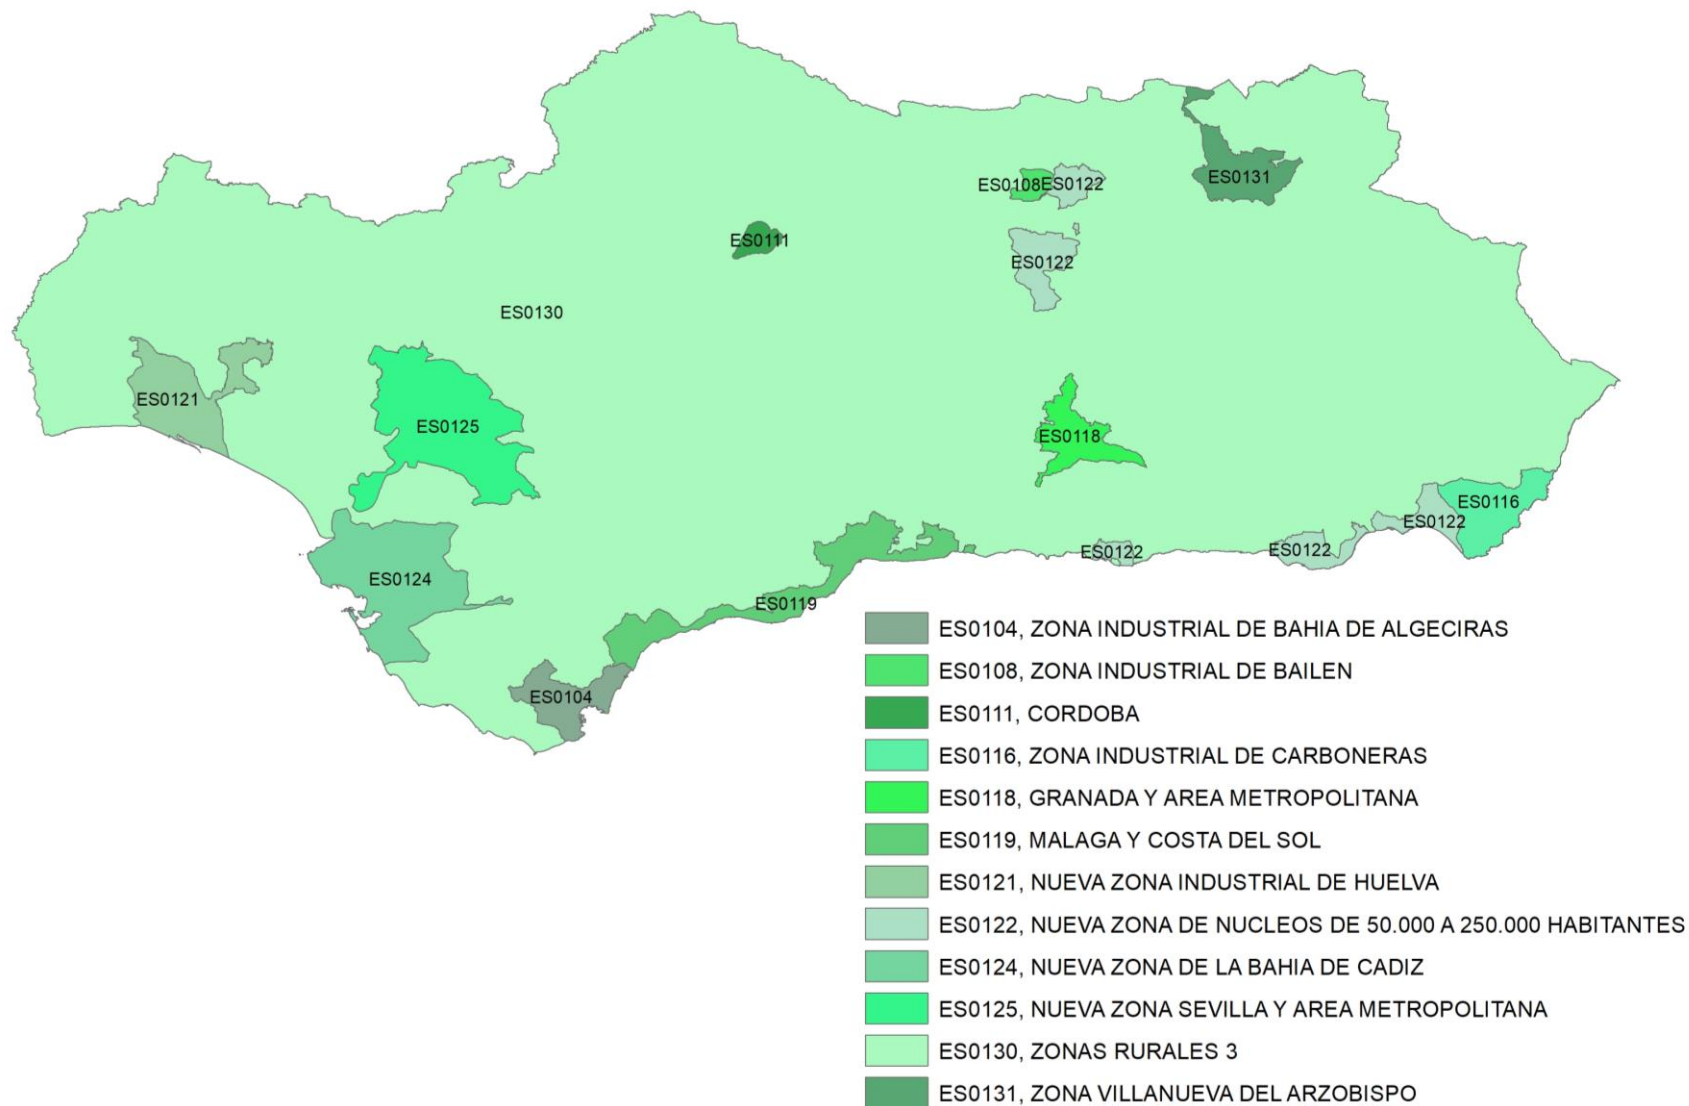 ES0131
ES0108
ES0122
ES0111
ES0122
ES0130
ES0121
ES0125
ES0118
ES0116
ES0122
ES0122
ES0122
ES0124
ES0119
ES0104
ES0104, ZONA INDUSTRIAL DE BAHIA DE ALGECIRAS
ES0108, ZONA INDUSTRIAL DE BAILEN
ES0111, CORDOBA
ES0116, ZONA INDUSTRIAL DE CARBONERAS
ES0118, GRANADA Y AREA METROPOLITANA
ES0119, MALAGA Y COSTA DEL SOL
ES0121, NUEVA ZONA INDUSTRIAL DE HUELVA
ES0122, NUEVA ZONA DE NUCLEOS DE 50.000 A 250.000 HABITANTES
ES0124, NUEVA ZONA DE LA BAHIA DE CADIZ
ES0125, NUEVA ZONA SEVILLA Y AREA METROPOLITANA
ES0130, ZONAS RURALES 3
ES0131, ZONA VILLANUEVA DEL ARZOBISPO